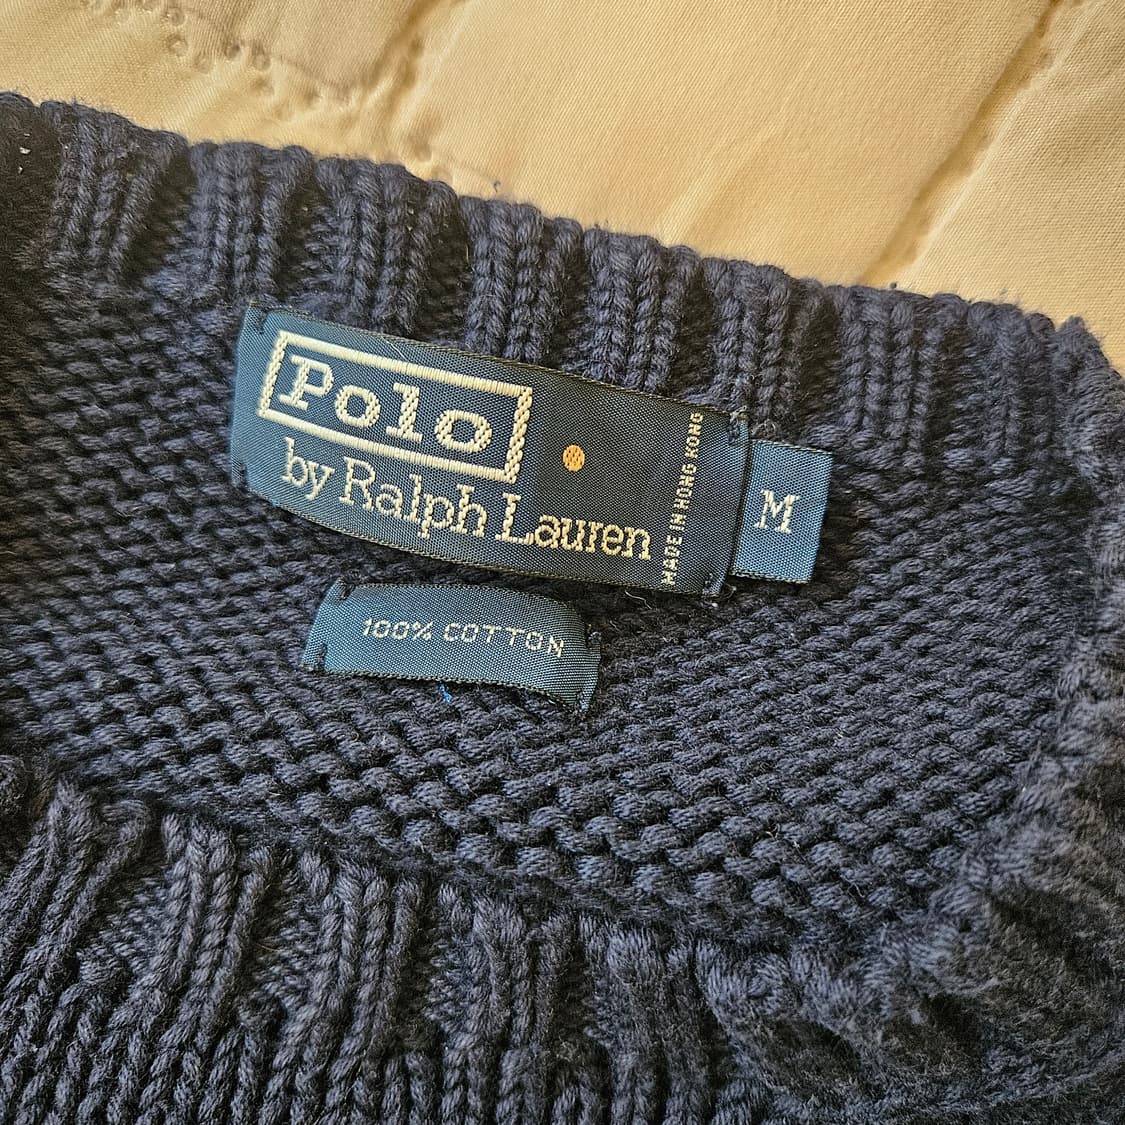 Polo
by Ralph Lauren
MADE IN HONG KONG
M
100% COTTON